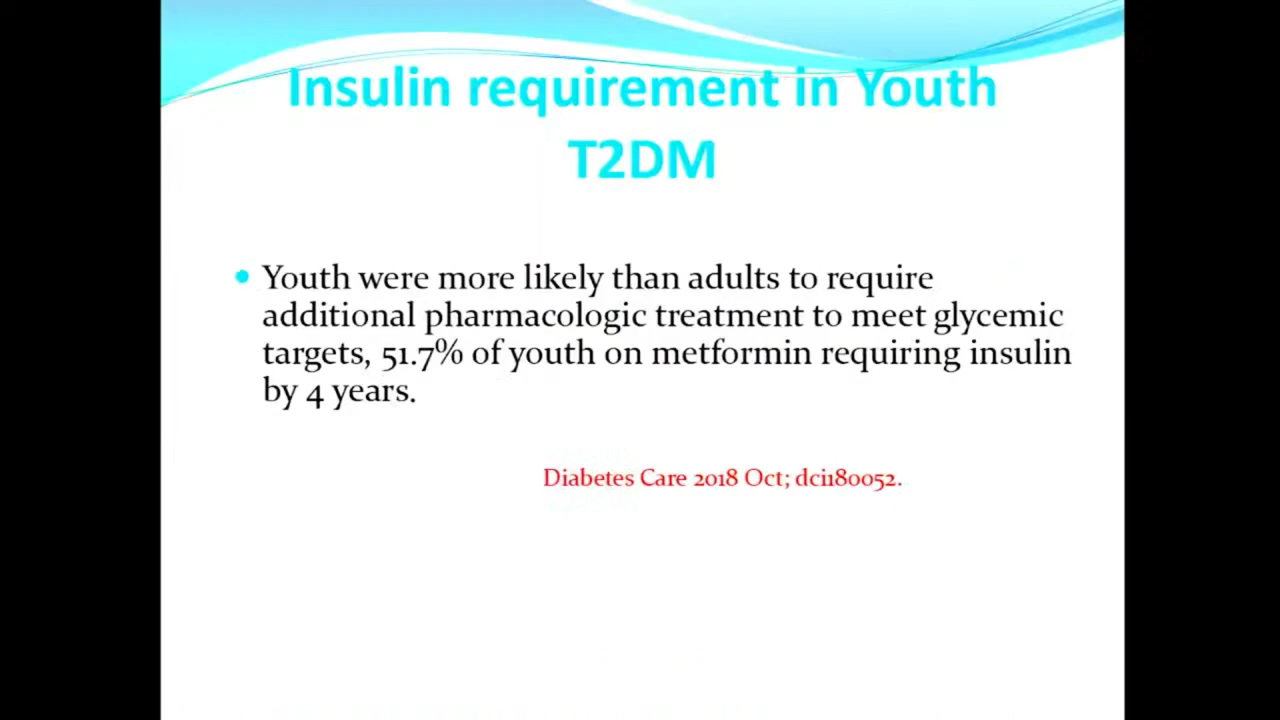 Insulin requirement in Youth
T2DM
• Youth were more likely than adults to require
additional pharmacologic treatment to meet glycemic
targets, 51.7% of youth on metformin requiring insulin
by 4 years.
Diabetes Care 2018 Oct; dci180052.